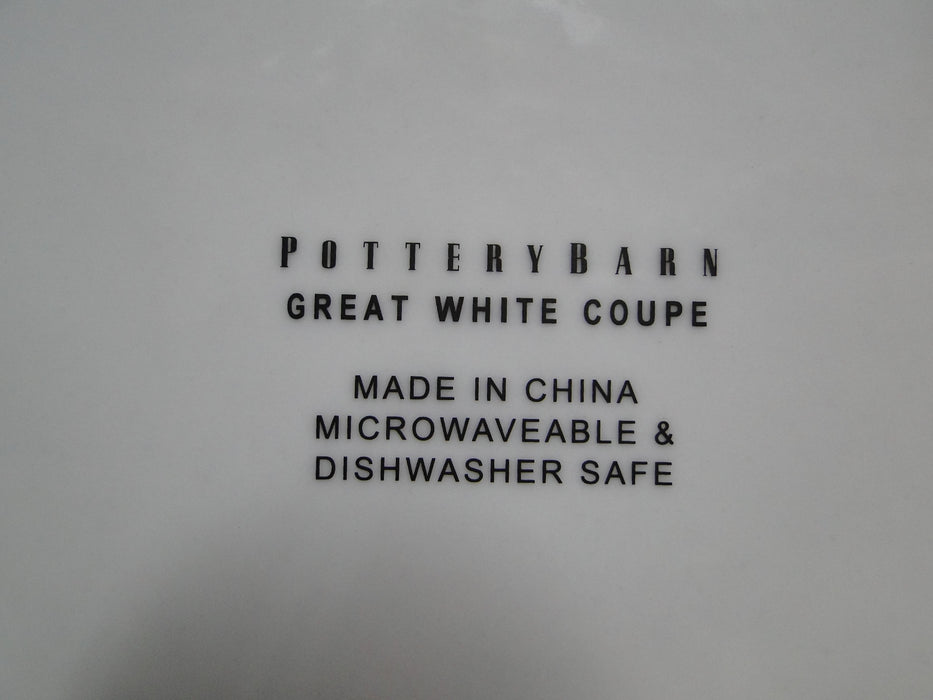 POTTERYBARN
GREAT WHITE COUPE
MADE IN CHINA
MICROWAVEABLE &
DISHWASHER SAFE